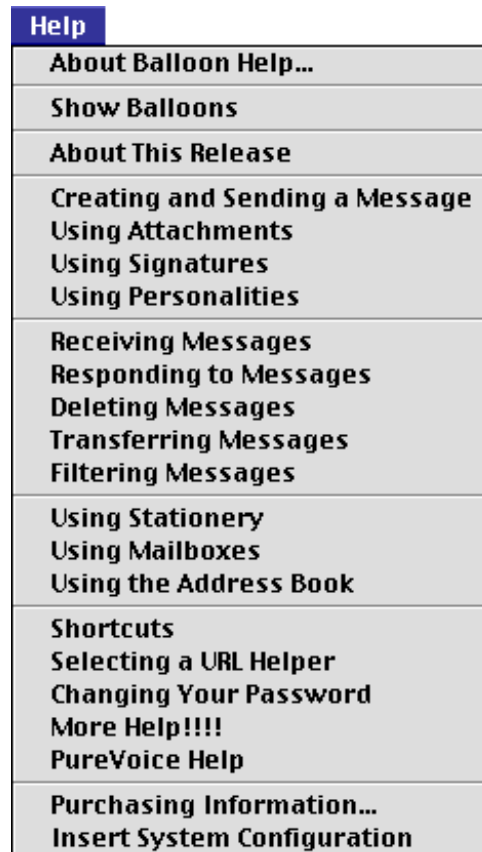 Help
About Balloon Help...
Show Balloons
About This Release
Creating and Sending a Message
Using Attachments
Using Signatures
Using Personalities
Receiving Messages
Responding to Messages
Deleting Messages
Transferring Messages
Filtering Messages
Using Stationery
Using Mailboxes
Using the Address Book
Shortcuts
Selecting a URL Helper
Changing Your Password
More Help!!!!
PureVoice Help
Purchasing Information...
Insert System Configuration